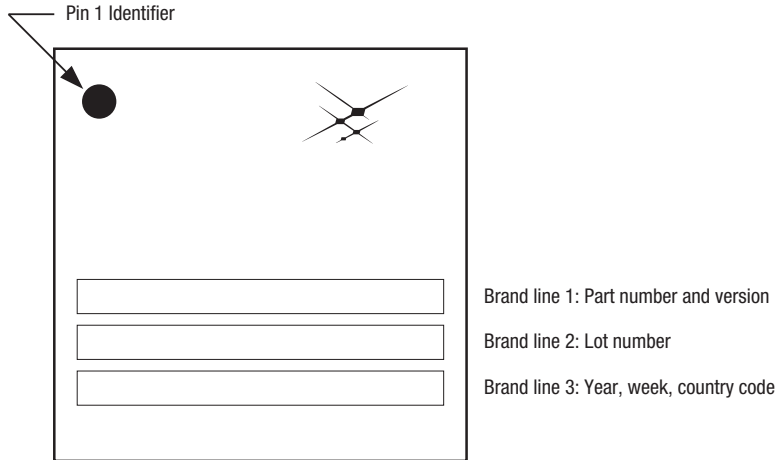 Pin 1 Identifier
Brand line 1: Part number and version
Brand line 2: Lot number
Brand line 3: Year, week, country code